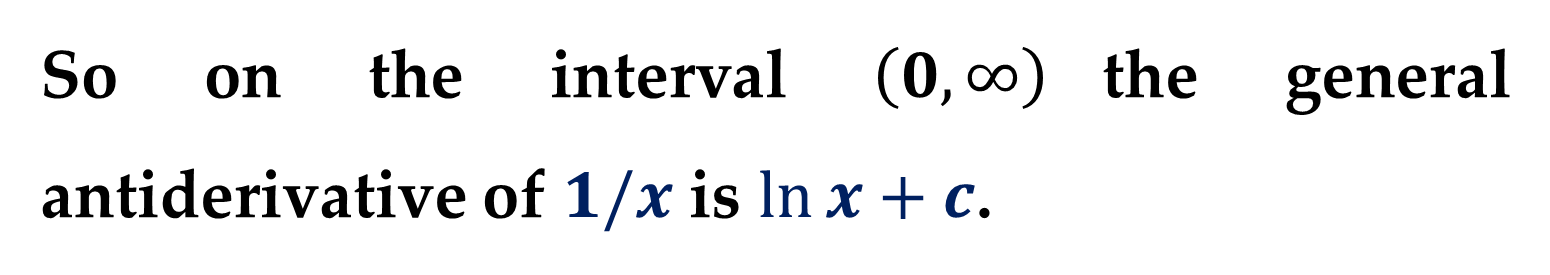 So on the interval (0, ∞) the general
antiderivative of 1/x is ln x + c.